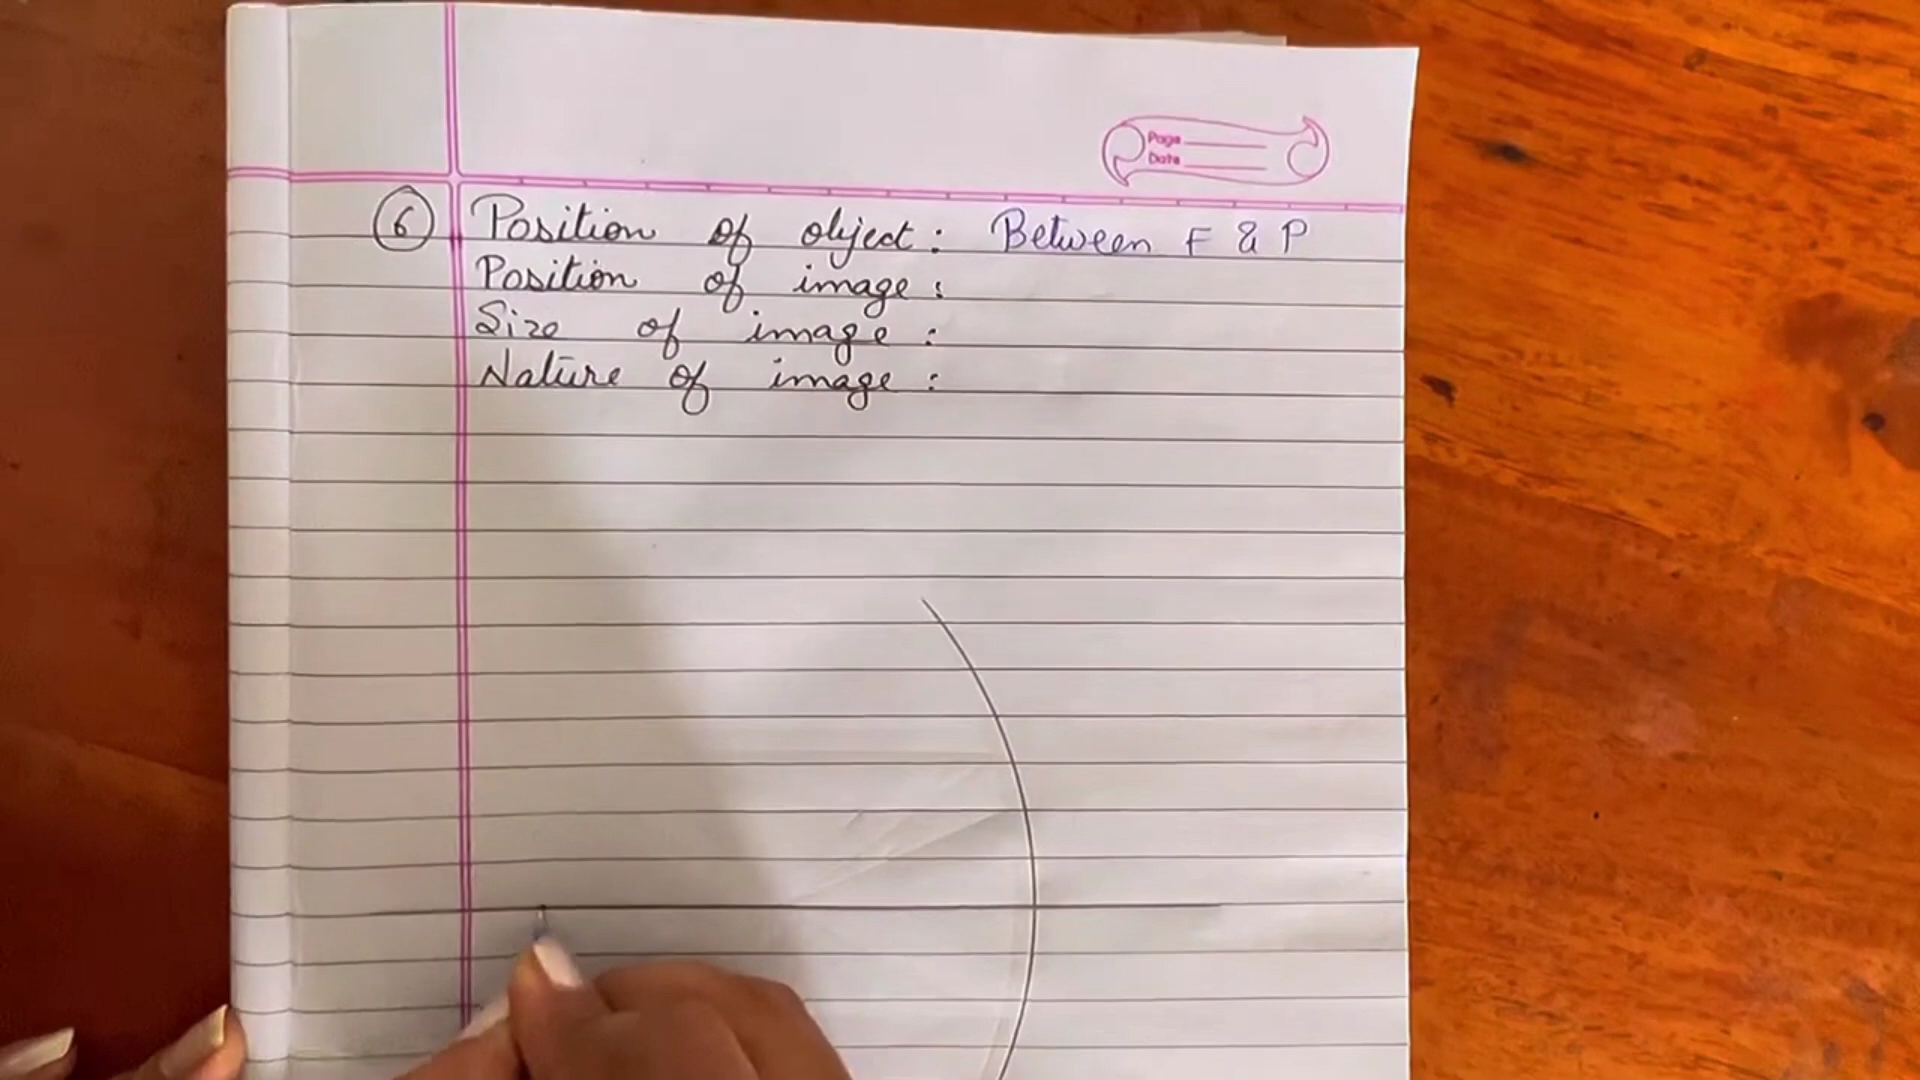 Page
Date
6 Position of object : Between F & P
Position of image :
Size of image :
Nature of image :